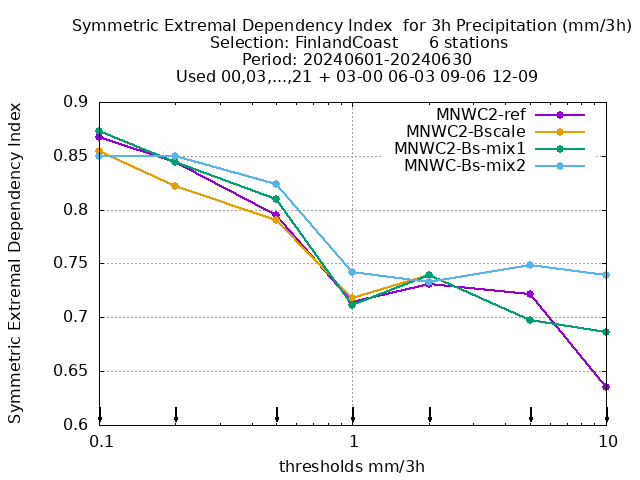 Symmetric Extremal Dependency Index  for 3h Precipitation (mm/3h)
Selection: FinlandCoast      6 stations
Period: 20240601-20240630
Used 00,03,...,21 + 03-00 06-03 09-06 12-09
Symmetric Extremal Dependency Index
0.9
0.85
0.8
0.75
0.7
0.65
0.6
MNWC2-ref
MNWC2-Bscale
MNWC2-Bs-mix1
MNWC-Bs-mix2
0.1 1 10
thresholds mm/3h